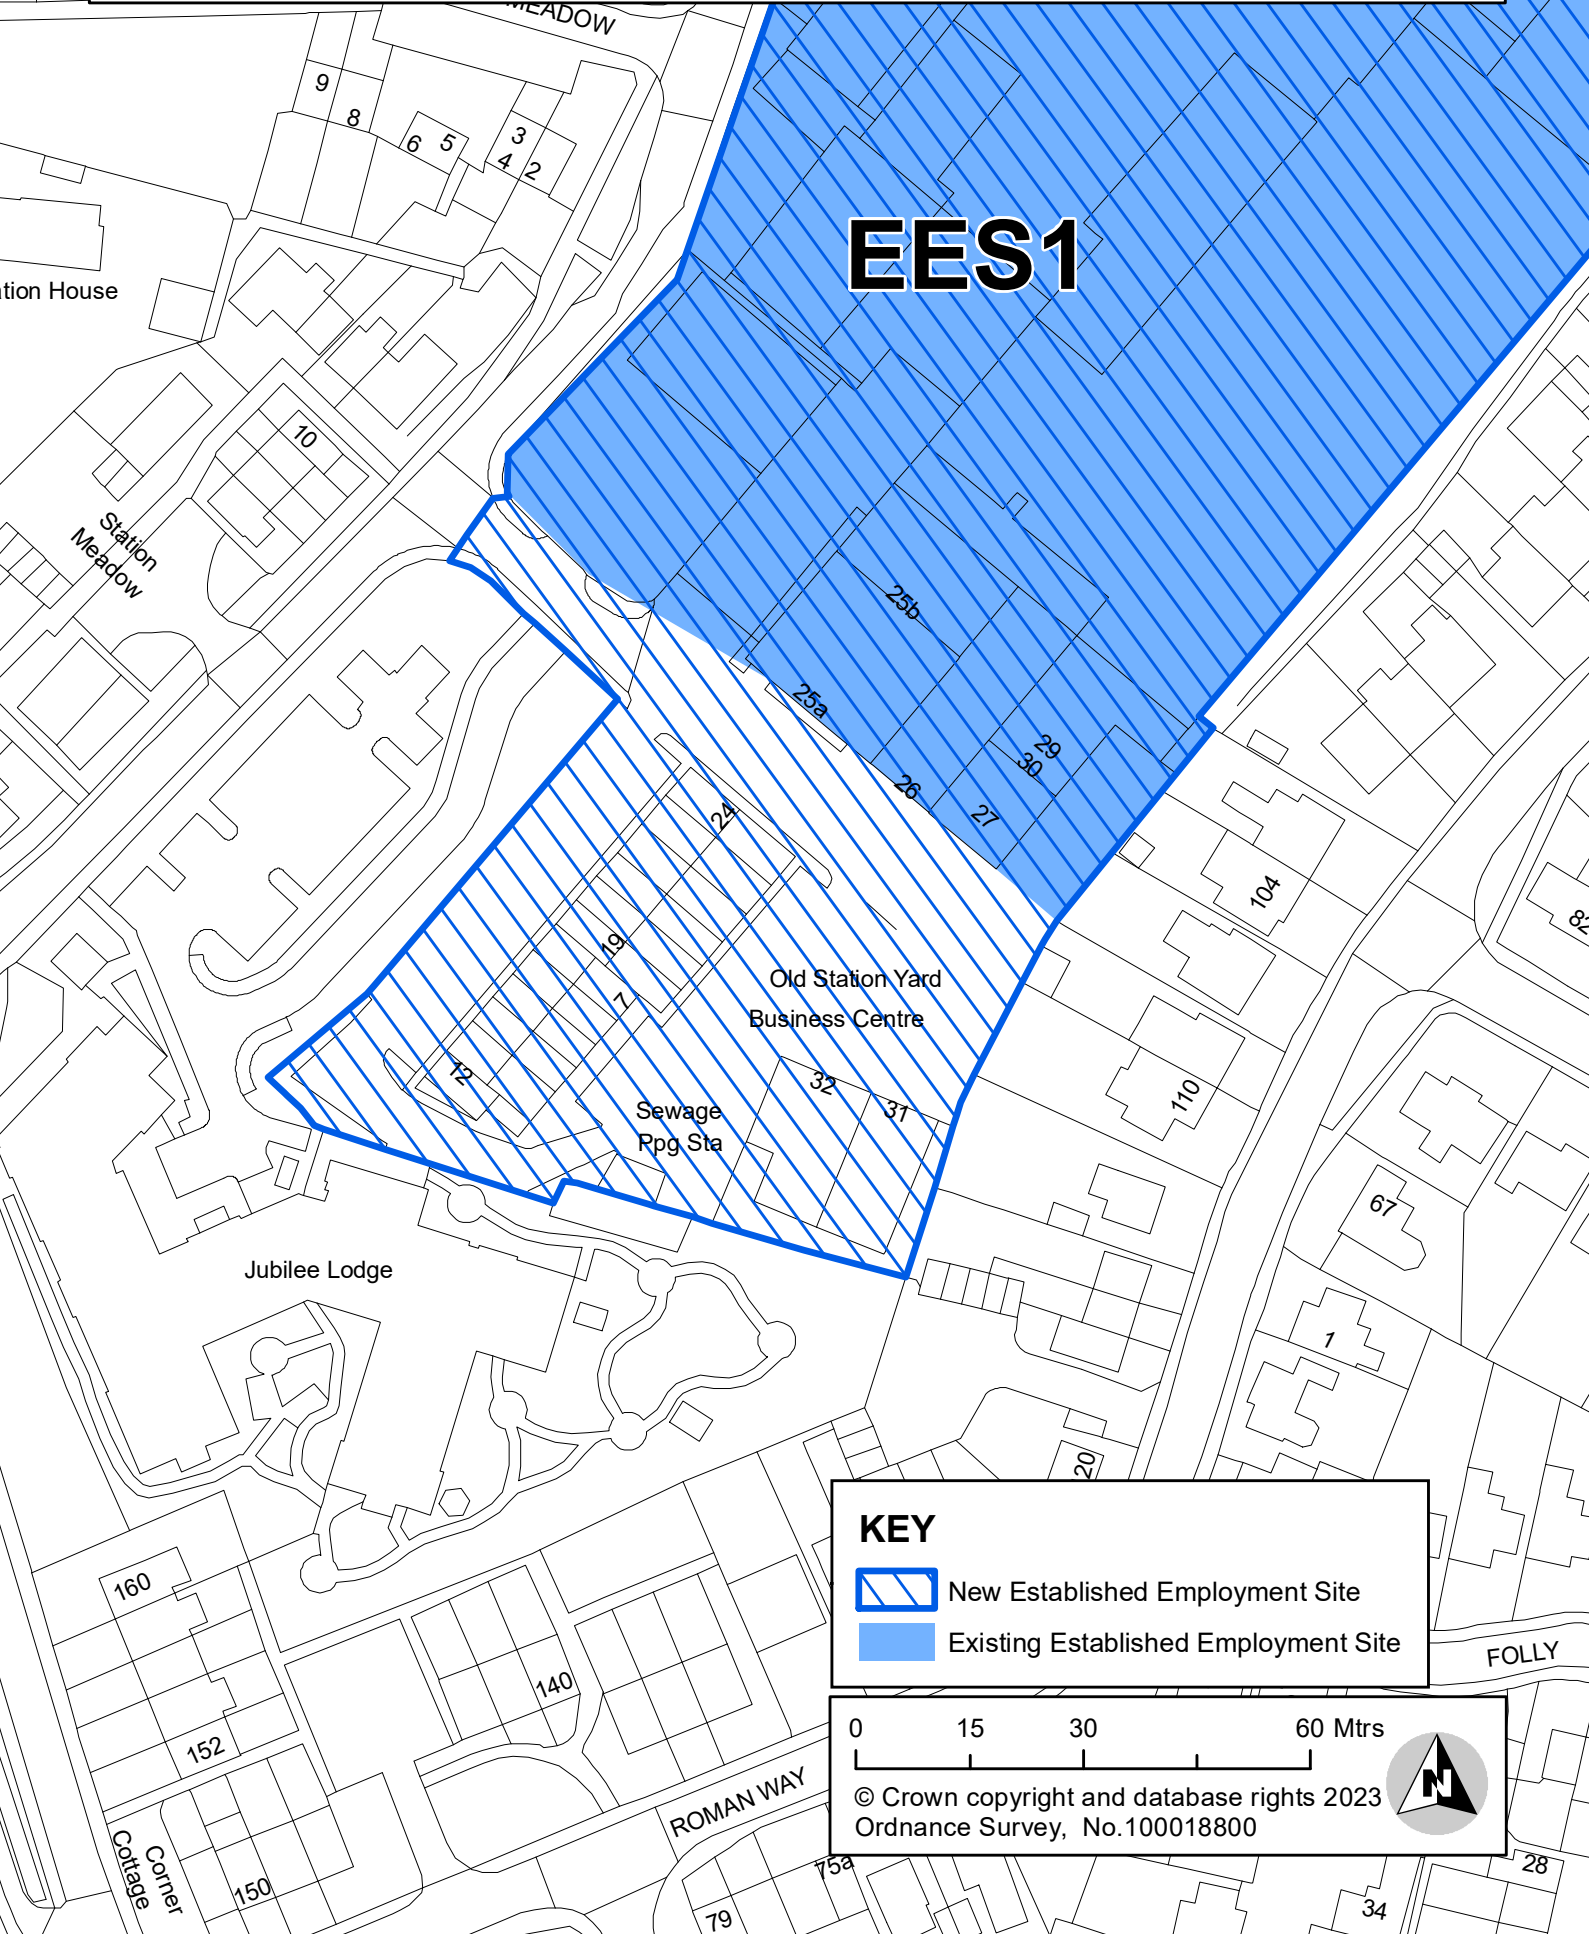 MEADOW
9
8
6
5
3
4
2
EES1
ation House
10
Station
Meadow
25b
25a
29
30
26
27
24
104
82
19
7
Old Station Yard
Business Centre
12
32
31
110
Sewage
Ppg Sta
67
Jubilee Lodge
1
20
KEY
New Established Employment Site
Existing Established Employment Site
160
140
152
FOLLY
0 15 30 60 Mtrs
N
© Crown copyright and database rights 2023
Ordnance Survey, No.100018800
ROMAN WAY
Corner
Cottage
150
75a
79
28
34